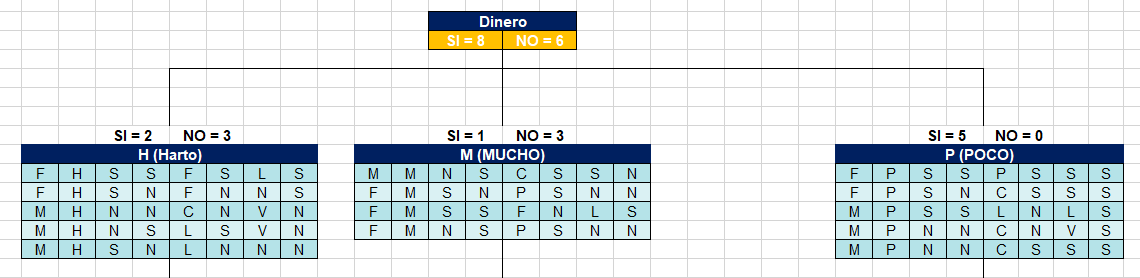 Dinero
SI = 8 NO = 6
SI = 2 NO = 3
H (Harto)
F H S S F S L S
F H S N F N N S
M H N N C N V N
M H N S L S V N
M H S N L N N N
SI = 1 NO = 3
M (MUCHO)
M M N S C S S N
F M S N P S N N
F M S S F N L S
F M N S P S N N
SI = 5 NO = 0
P (POCO)
F P S S P S S S
F P S N C S S S
M P S S L N L S
M P N N C N V S
M P N N C S S S